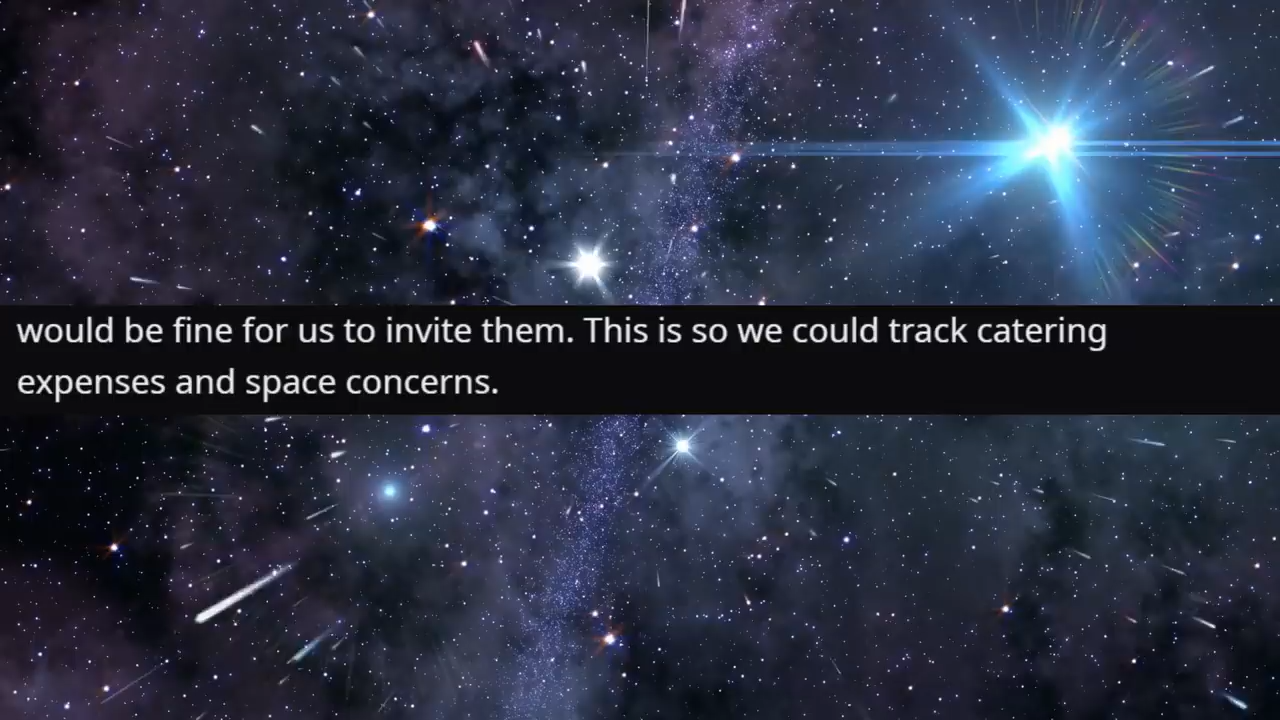 would be fine for us to invite them. This is so we could track catering
expenses and space concerns.